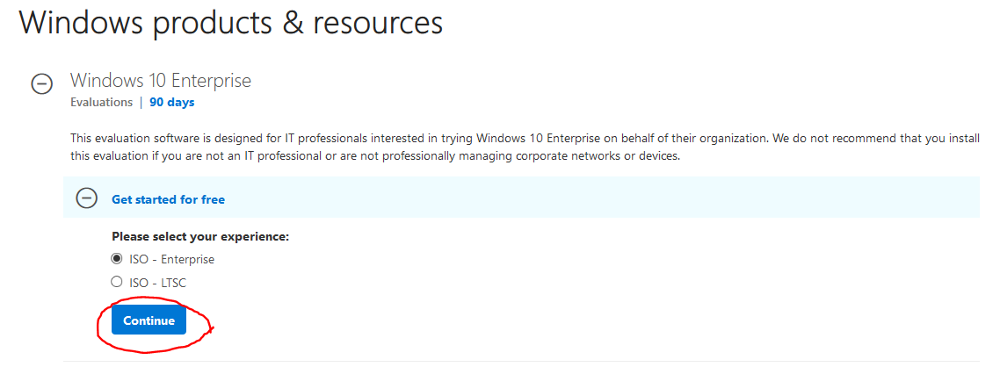 Windows products & resources
Windows 10 Enterprise
Evaluations | 90 days
This evaluation software is designed for IT professionals interested in trying Windows 10 Enterprise on behalf of their organization. We do not recommend that you install
this evaluation if you are not an IT professional or are not professionally managing corporate networks or devices.
Get started for free
Please select your experience:
ISO - Enterprise
ISO - LTSC
Continue